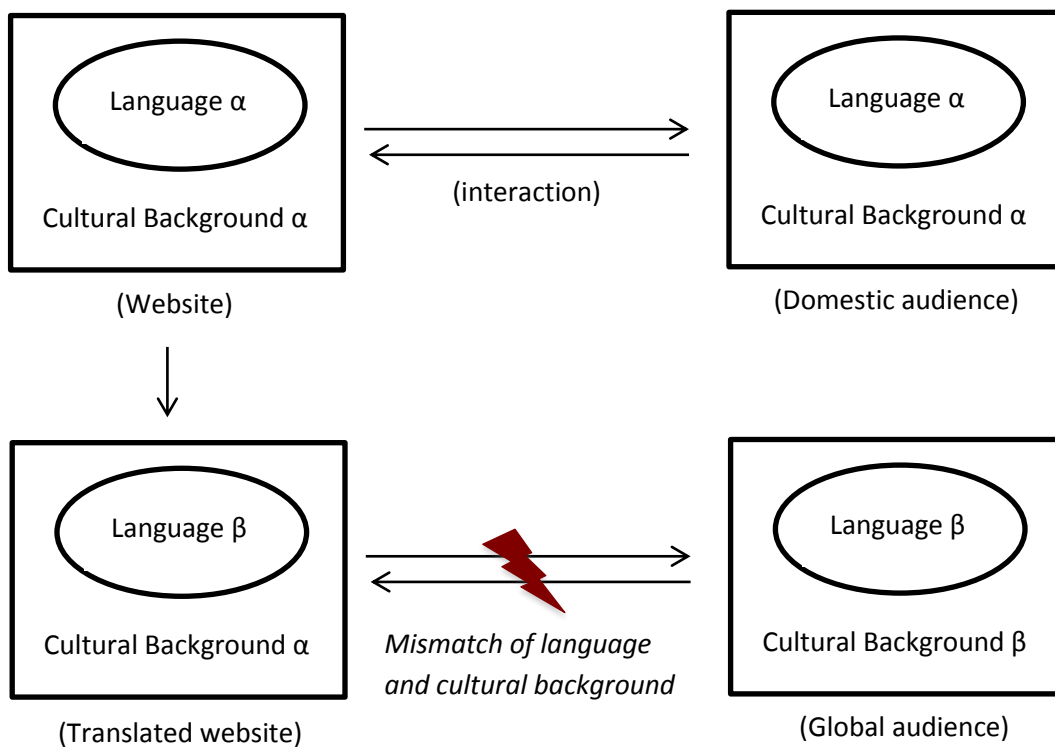 Language α
Cultural Background α
(Website)
(interaction)
Language α
Cultural Background α
(Domestic audience)
Language β
Cultural Background α
(Translated website)
Mismatch of language
and cultural background
Language β
Cultural Background β
(Global audience)